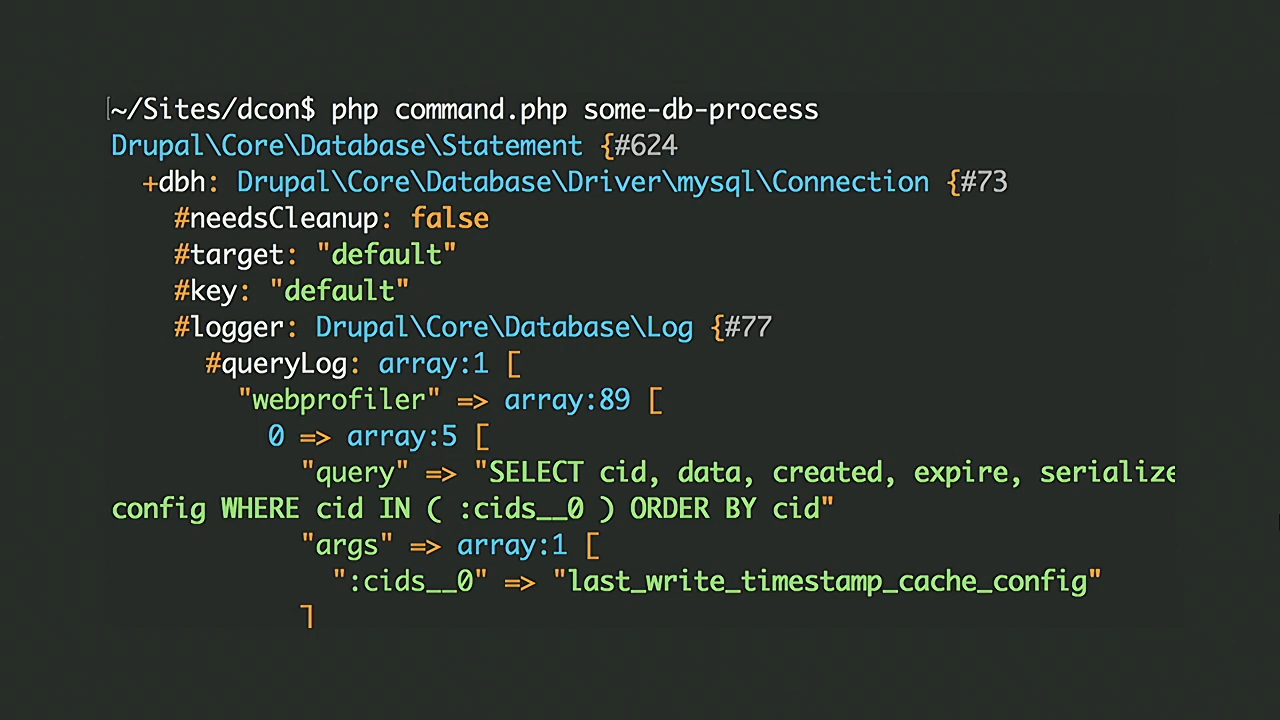 ~/Sites/dcon$ php command.php some-db-process
Drupal\Core\Database\Statement {#624
+dbh: Drupal\Core\Database\Driver\mysql\Connection {#73
#needsCleanup: false
#target: "default"
#key: "default"
#logger: Drupal\Core\Database\Log {#77
#queryLog: array:1 [
"webprofiler" => array:89 [
0 => array:5 [
"query" => "SELECT cid, data, created, expire, serialize
config WHERE cid IN ( :cids__0 ) ORDER BY cid"
"args" => array:1 [
":cids__0" => "last_write_timestamp_cache_config"
]